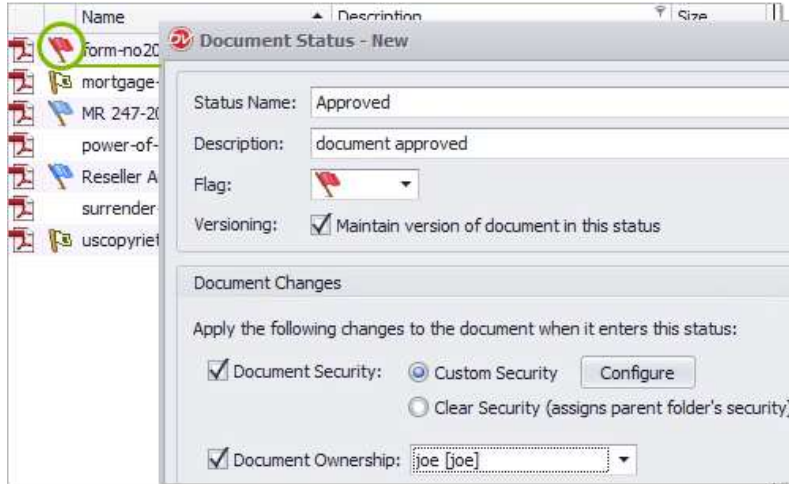 Name Description Size
form-no20
Document Status - New
mortgage-
MR 247-20
power-of-
Reseller A
surrender
uscopyriet
Status Name: Approved
Description: document approved
Flag:
Versioning: Maintain version of document in this status
Document Changes
Apply the following changes to the document when it enters this status:
Document Security: Custom Security Configure
Clear Security (assigns parent folder's security)
Document Ownership: joe [joe]